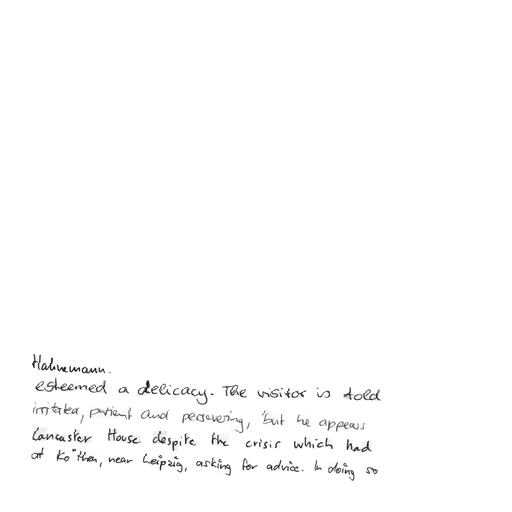 Hahnemann.
esteemed a delicacy. The visitor is told
irritated, patient and persevering, 'but he appears
Lancaster House despite the crisis which had
at Ko"then, near Leipzig, asking for advice. In doing so